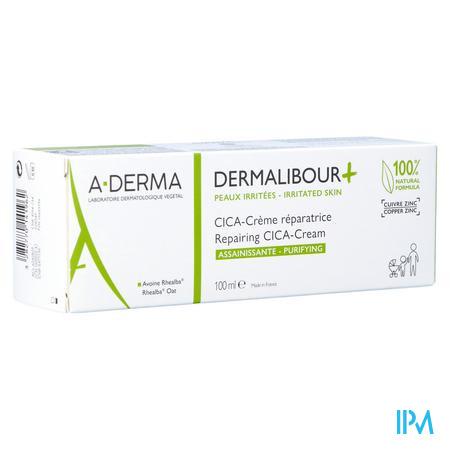 A-DERMA
LABORATOIRE DERMATOLOGIQUE VEGETAL
Avoine Rhealba®
Rhealba® Oat
DERMALIBOUR+
PEAUX IRRITÉES - IRRITATED SKIN
CICA-Crème réparatrice
Repairing CICA-Cream
ASSAINISSANTE - PURIFYING
100 ml e Made in France
100%
NATURAL
FORMULA
CUIVRE ZINC
COPPER ZINC
IPM